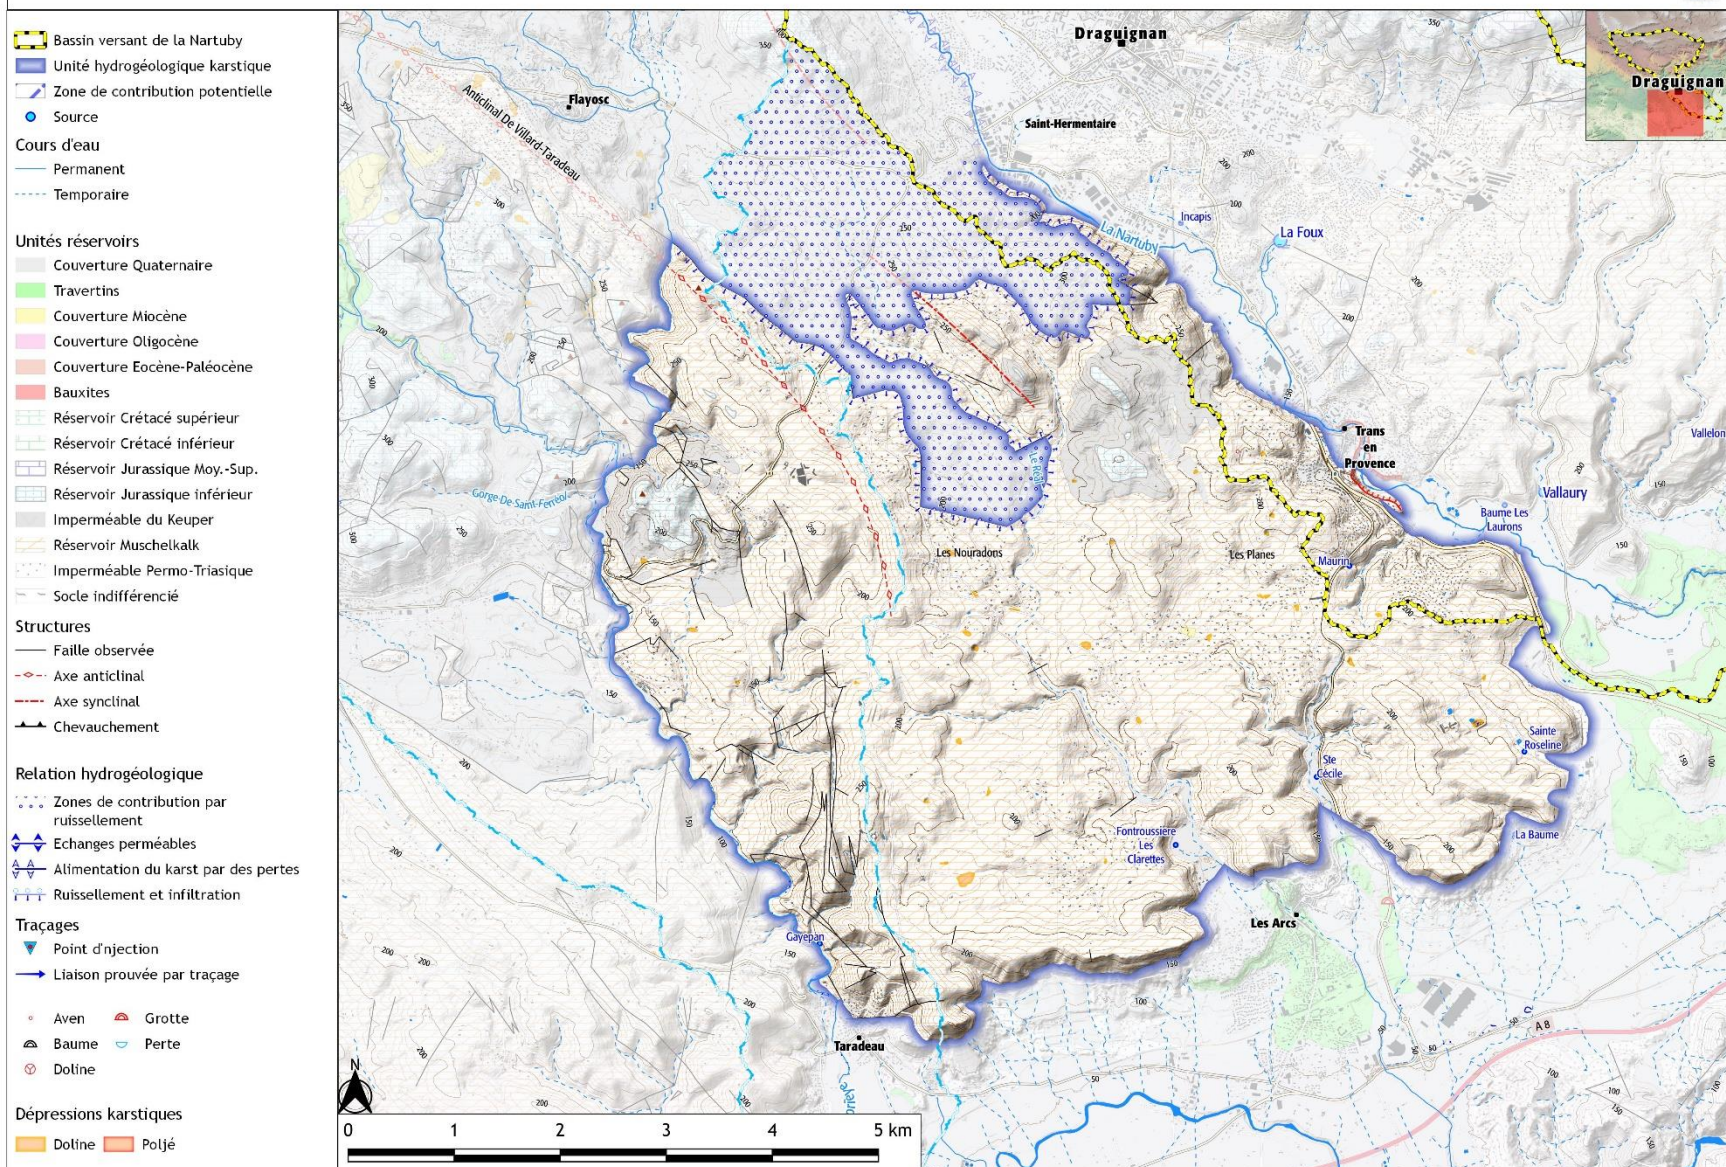 Bassin versant de la Nartuby
Unité hydrogéologique karstique
Zone de contribution potentielle
Source
Cours d'eau
Permanent
Temporaire
Unités réservoirs
Couverture Quaternaire
Travertins
Couverture Miocène
Couverture Oligocène
Couverture Eocène-Paléocène
Bauxites
Réservoir Crétacé supérieur
Réservoir Crétacé inférieur
Réservoir Jurassique Moy.-Sup.
Réservoir Jurassique inférieur
Imperméable du Keuper
Réservoir Muschelkalk
Imperméable Permo-Triasique
Socle indifférencié
Structures
Faille observée
Axe anticlinal
Axe synclinal
Chevauchement
Relation hydrogéologique
Zones de contribution par
ruissellement
Echanges perméables
Alimentation du karst par des pertes
Ruissellement et infiltration
Traçages
Point d'njection
Liaison prouvée par traçage
Aven
Grotte
Baume
Perte
Doline
Dépressions karstiques
Doline
Poljé
Draguignan
Draguignan
Flayosc
Anticlinal De Villard-Taradeau
Saint-Hermentaire
Incapis
La Foux
La Nartuby
Trans
en
Provence
Vallaury
Baume Les
Laurons
Gorge-De-Saint-Ferréol
Le Réal
Les Nouradons
Les Planes
Maurin
Sainte
Roseline
Ste
Cécile
La Baume
Fontroussière
Les
Clarettes
Les Arcs
Gayepan
Taradeau
A8
N
0 1 2 3 4 5 km